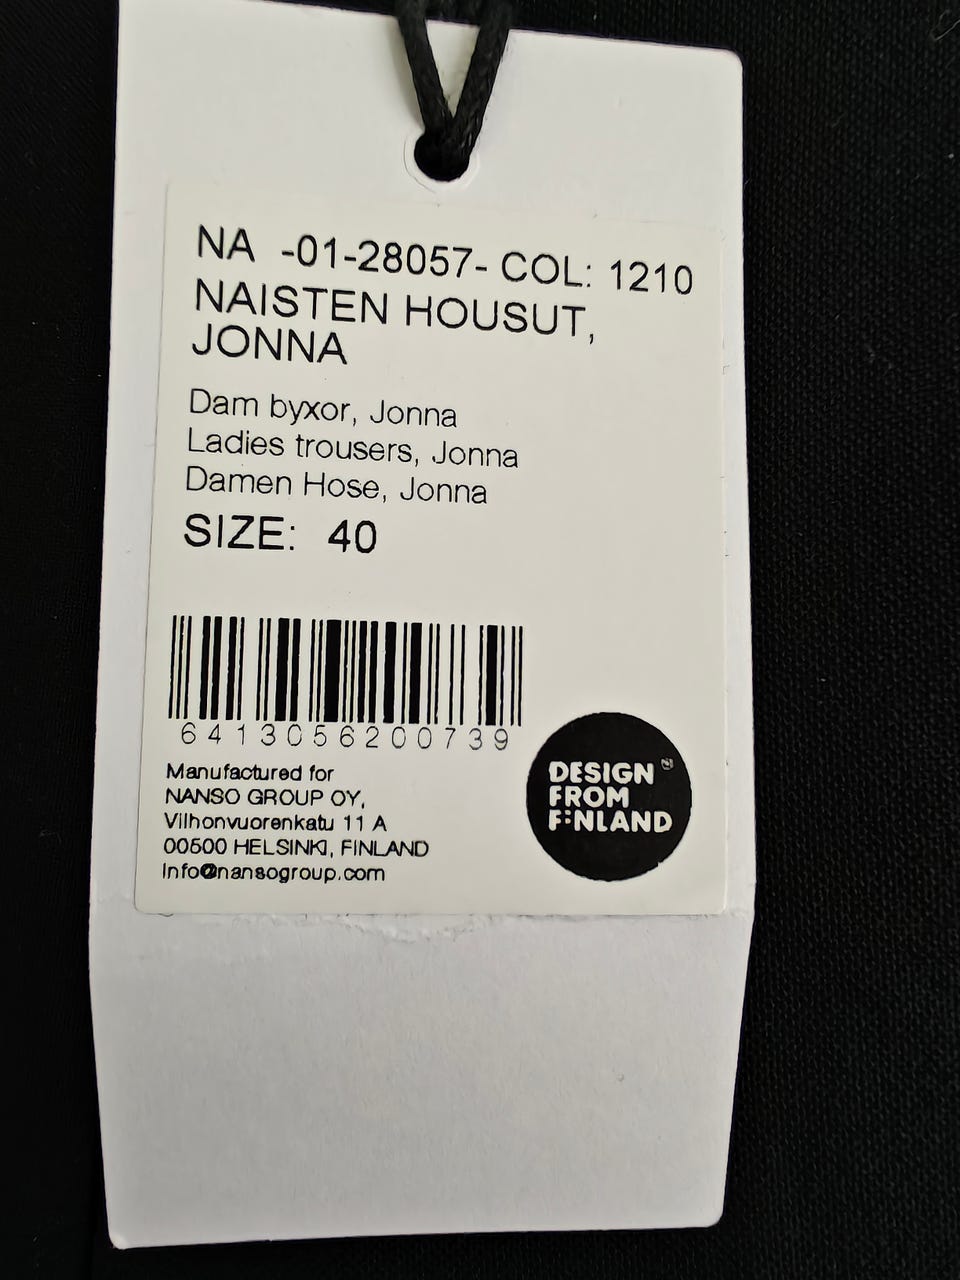 NA -01-28057- COL: 1210
NAISTEN HOUSUT,
JONNA
Dam byxor, Jonna
Ladies trousers, Jonna
Damen Hose, Jonna
SIZE: 40
6413056200739
Manufactured for
NANSO GROUP OY,
Vilhonvuorenkatu 11 A
00500 HELSINKI, FINLAND
Info@nansogroup.com
DESIGN
FROM
FINLAND